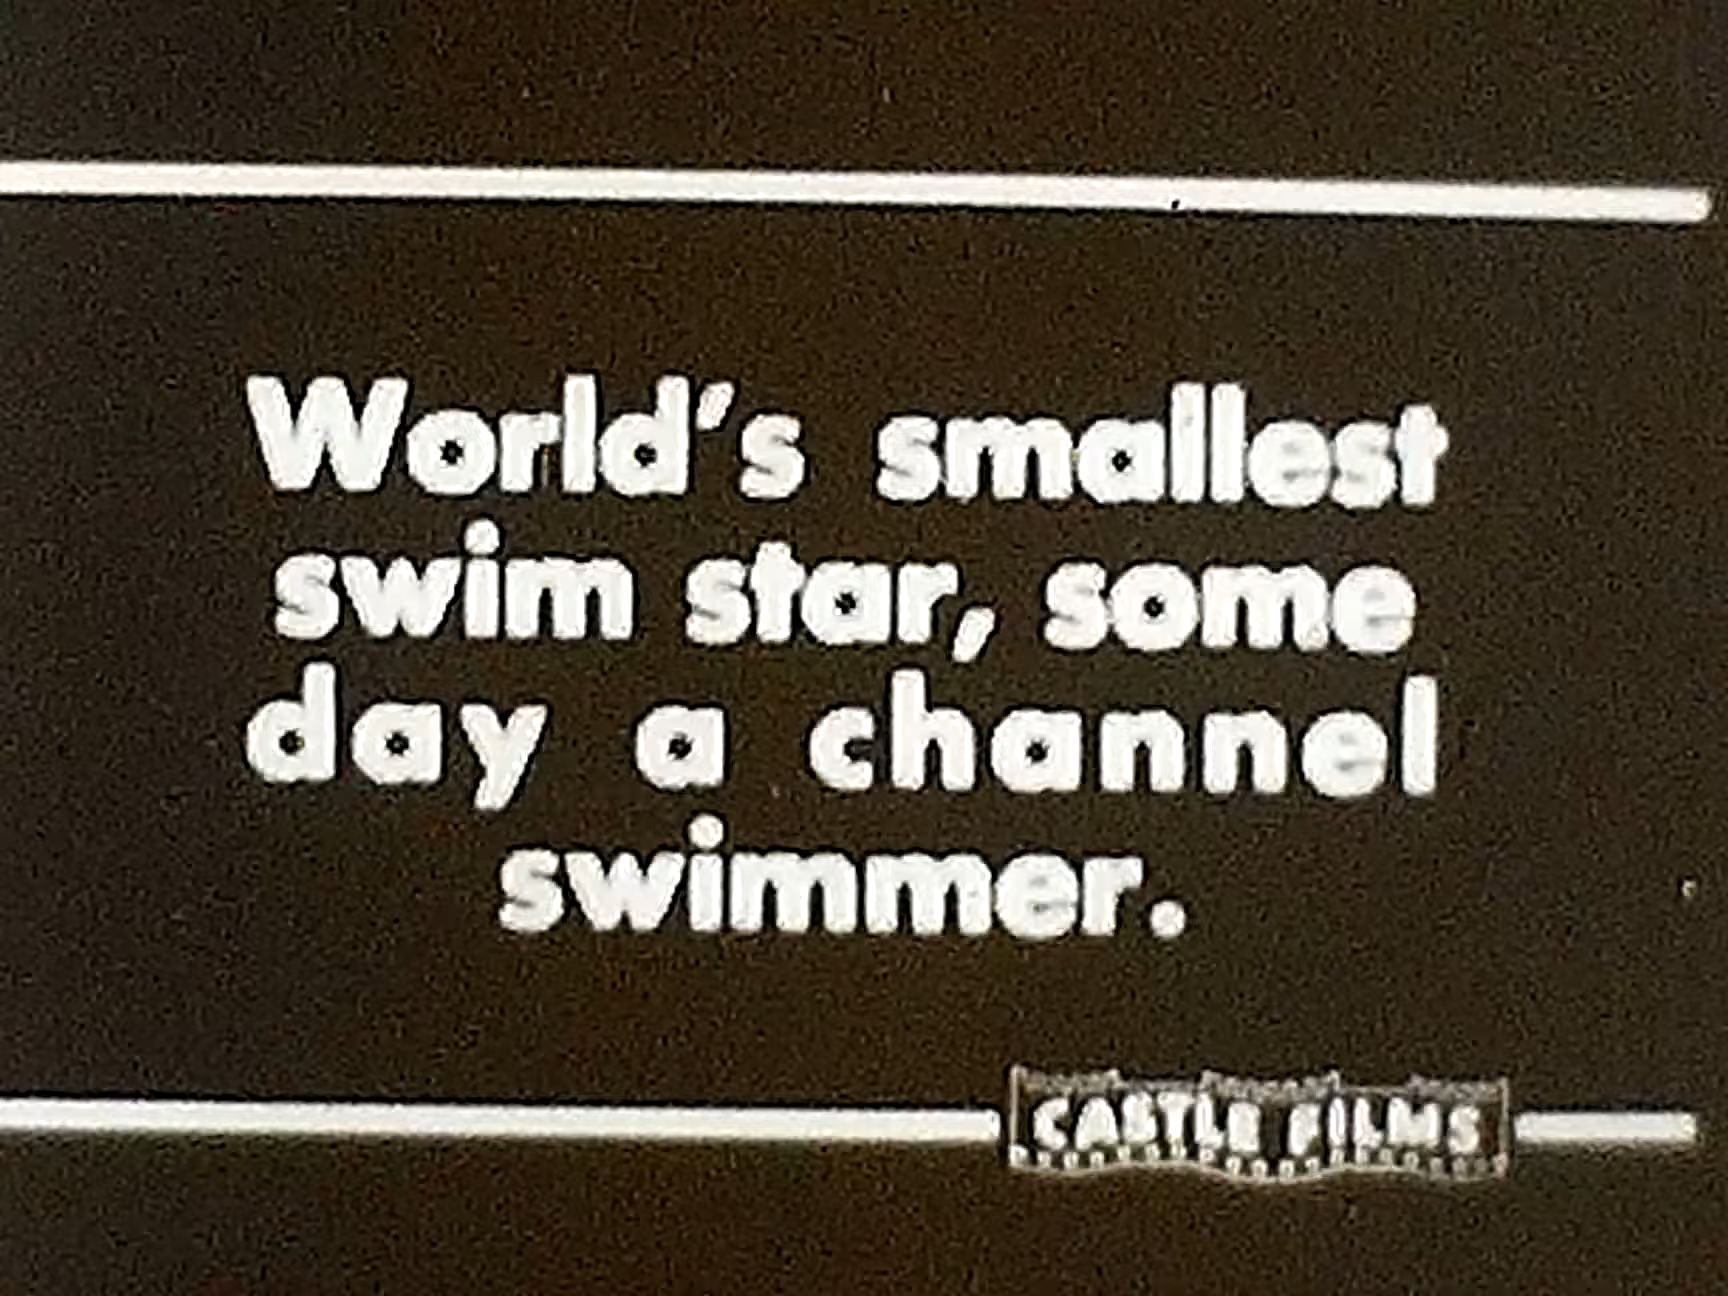 World's smallest
swim star, some
day a channel
swimmer.
CASTLE FILMS